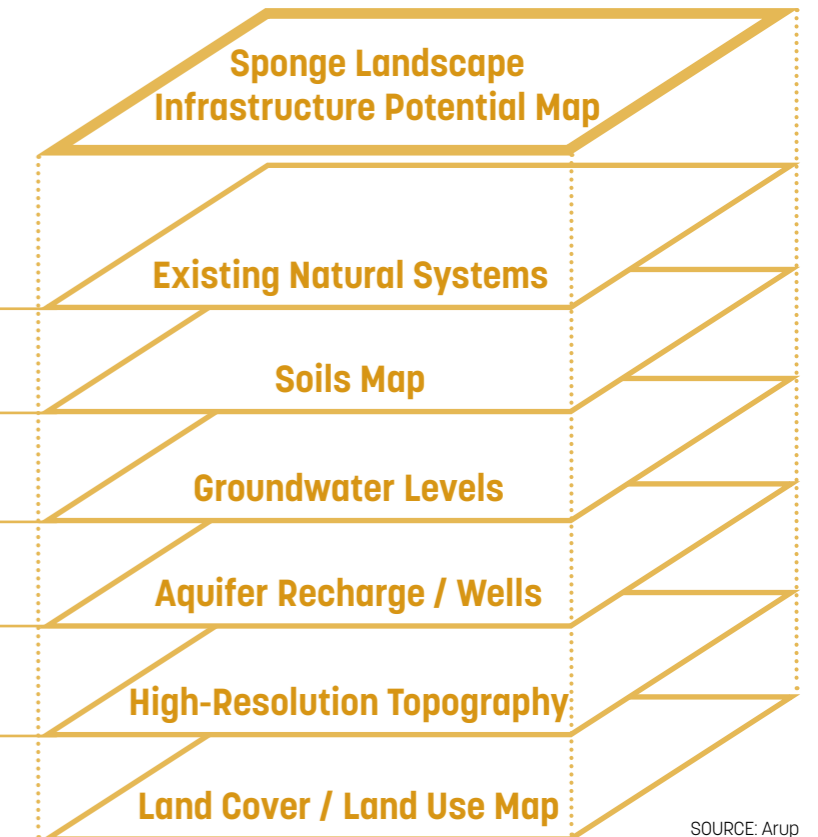 Sponge Landscape
Infrastructure Potential Map
Existing Natural Systems
Soils Map
Groundwater Levels
Aquifer Recharge / Wells
High-Resolution Topography
Land Cover / Land Use Map
SOURCE: Arup